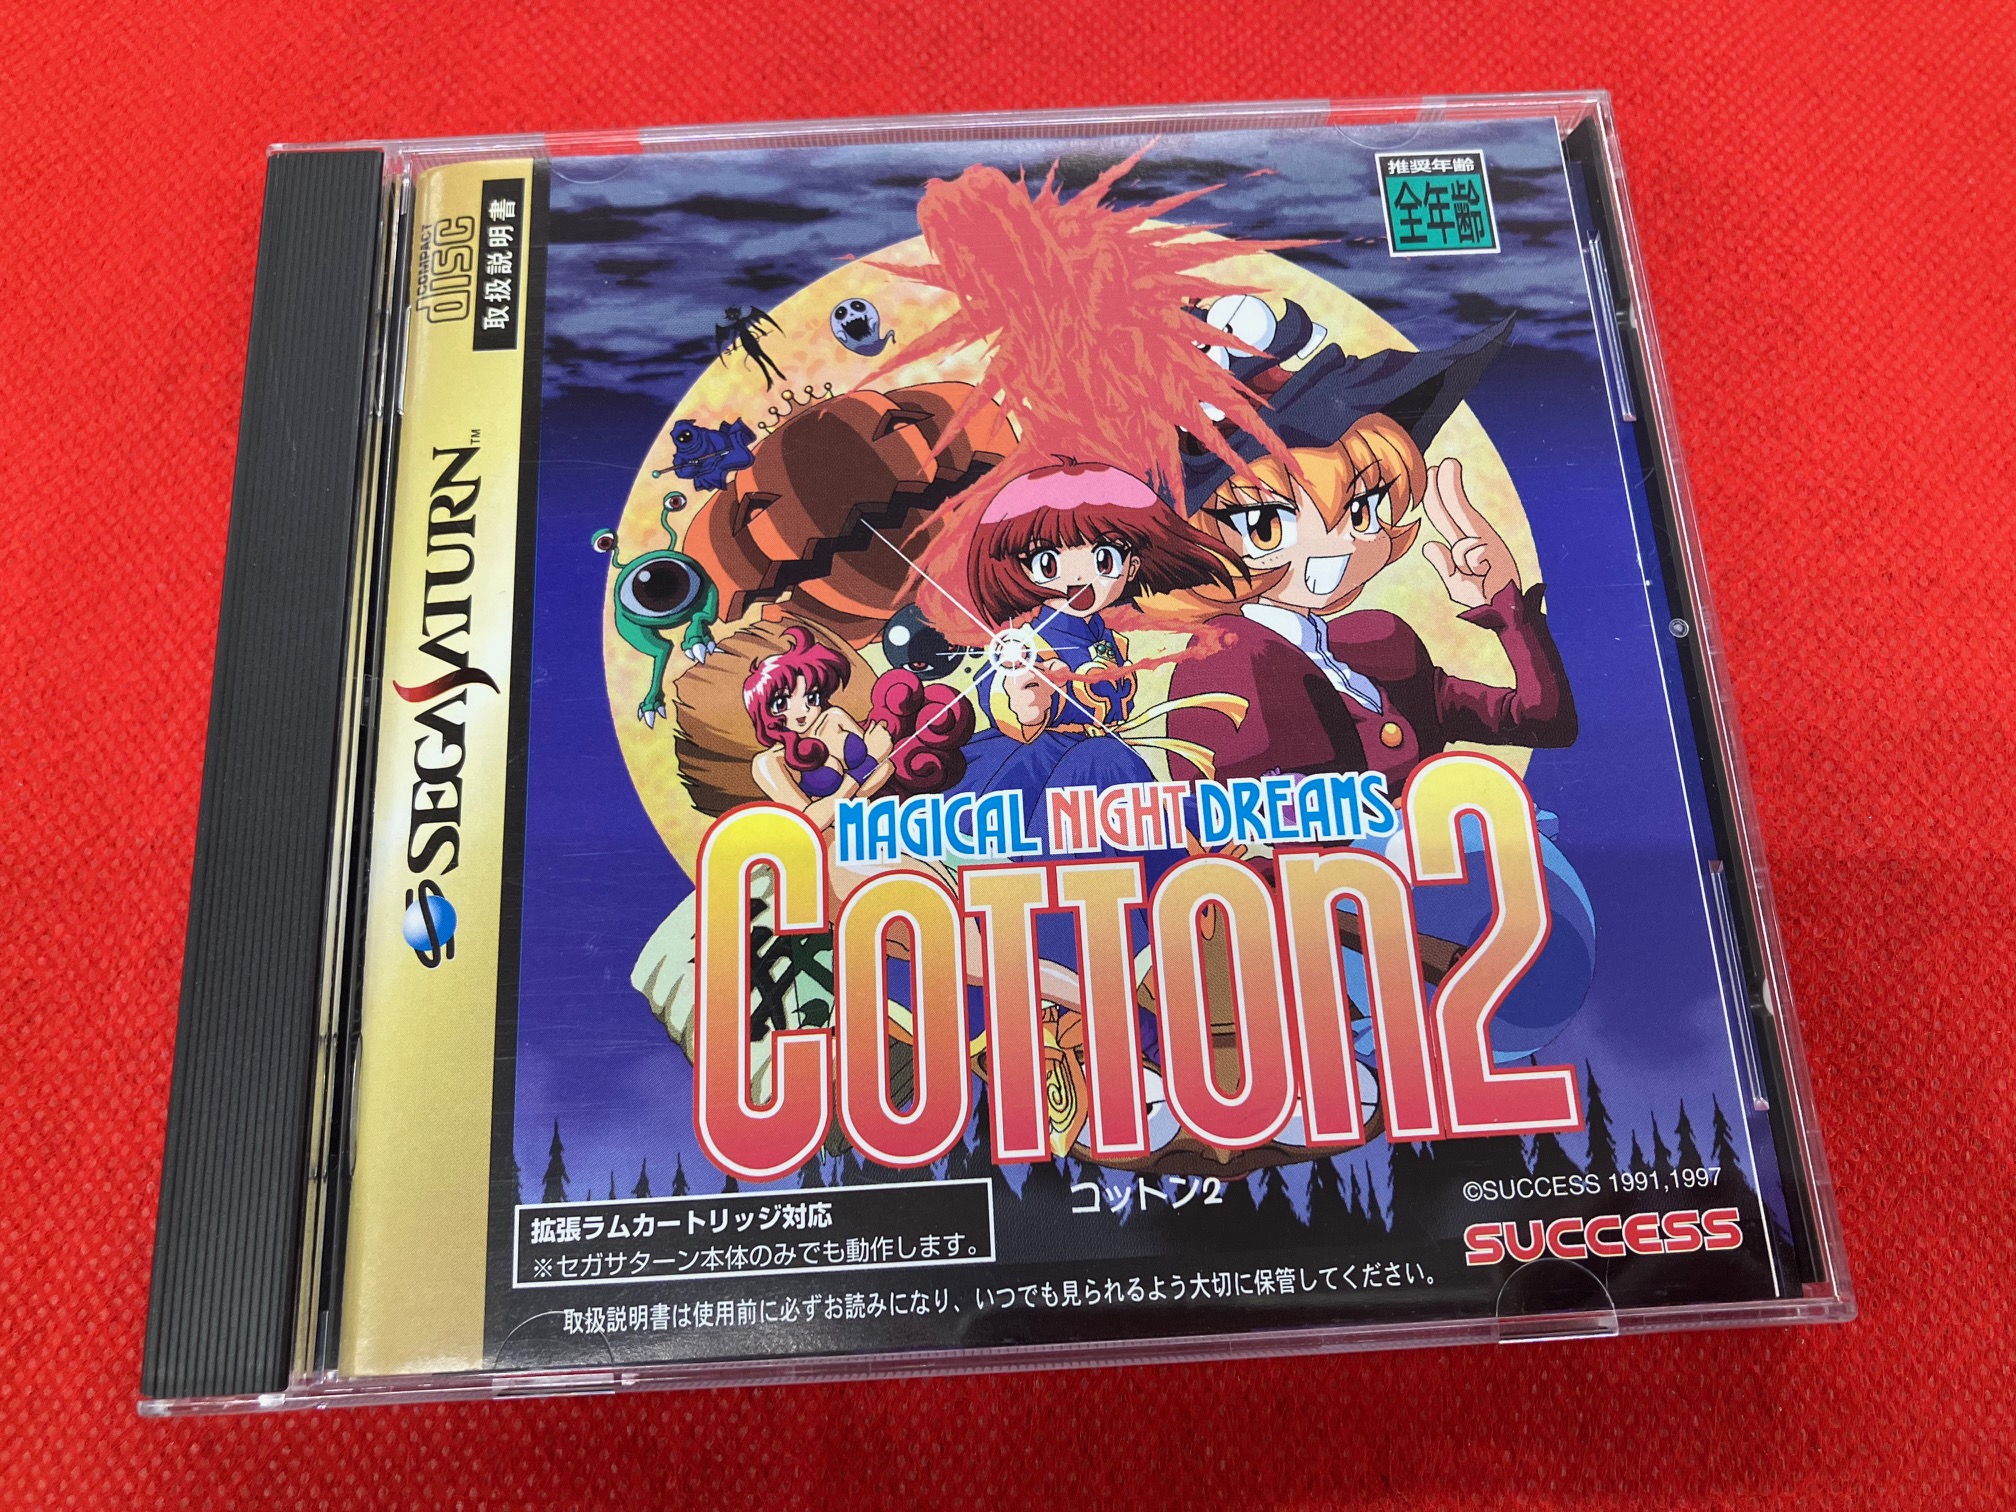 COMPACT
disc
取扱説明書
SEGA SATURN™
推奨年齢
全年齢
MAGICAL NIGHT DREAMS
COTTON2
コットン2
©SUCCESS 1991,1997
SUCCESS
拡張ラムカートリッジ対応
※セガサターン本体のみでも動作します。
取扱説明書は使用前に必ずお読みになり、いつでも見られるよう大切に保管してください。